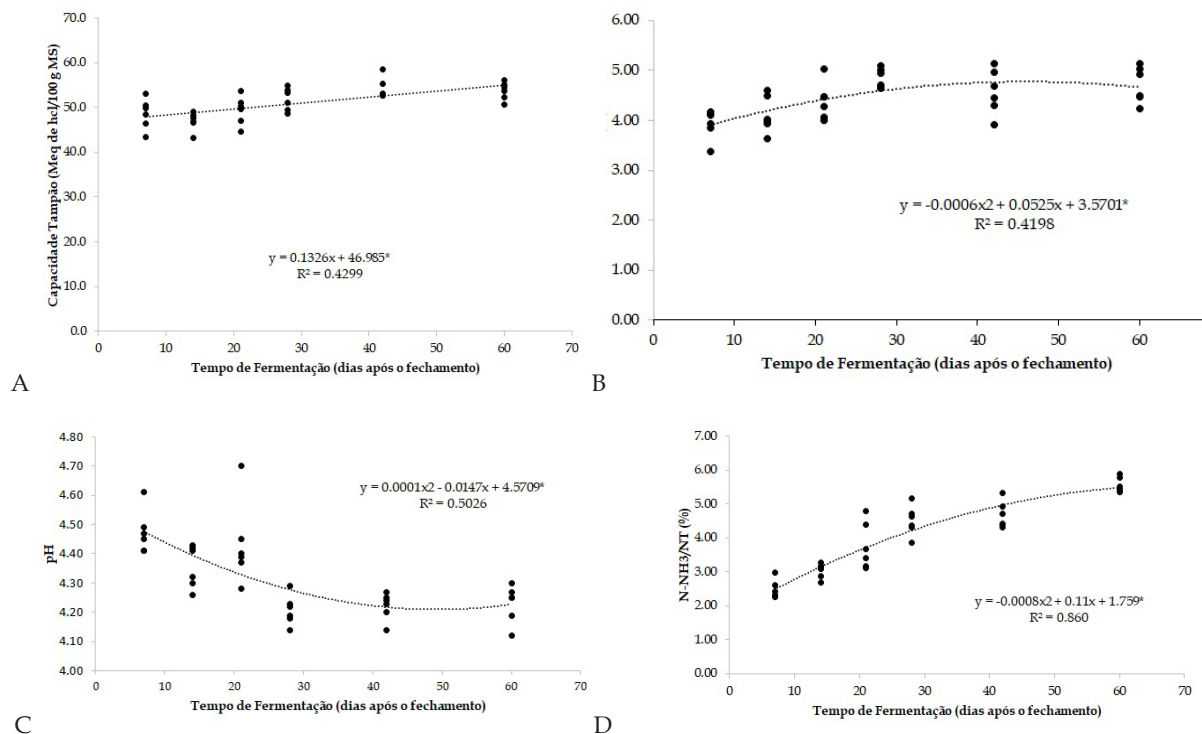 Capacidade Tampão (Meq de hcl/100 g MS)
70.0
60.0
50.0
40.0
30.0
20.0
10.0
0.0
y = 0.1326x + 46.985*
R² = 0.4299
0 10 20 30 40 50 60 70
Tempo de Fermentação (dias após o fechamento)
A
6.00
5.00
4.00
3.00
2.00
1.00
0.00
y = -0.0006x2 + 0.0525x + 3.5701*
R² = 0.4198
0 10 20 30 40 50 60
Tempo de Fermentação (dias após o fechamento)
B
pH
4.80
4.70
4.60
4.50
4.40
4.30
4.20
4.10
4.00
y = 0.0001x2 - 0.0147x + 4.5709*
R² = 0.5026
0 10 20 30 40 50 60 70
Tempo de Fermentação (dias após o fechamento)
C
N-NH3/NT (%)
7.00
6.00
5.00
4.00
3.00
2.00
1.00
0.00
y = -0.0008x2 + 0.11x + 1.759*
R² = 0.860
0 10 20 30 40 50 60 70
Tempo de Fermentação (dias após o fechamento)
D